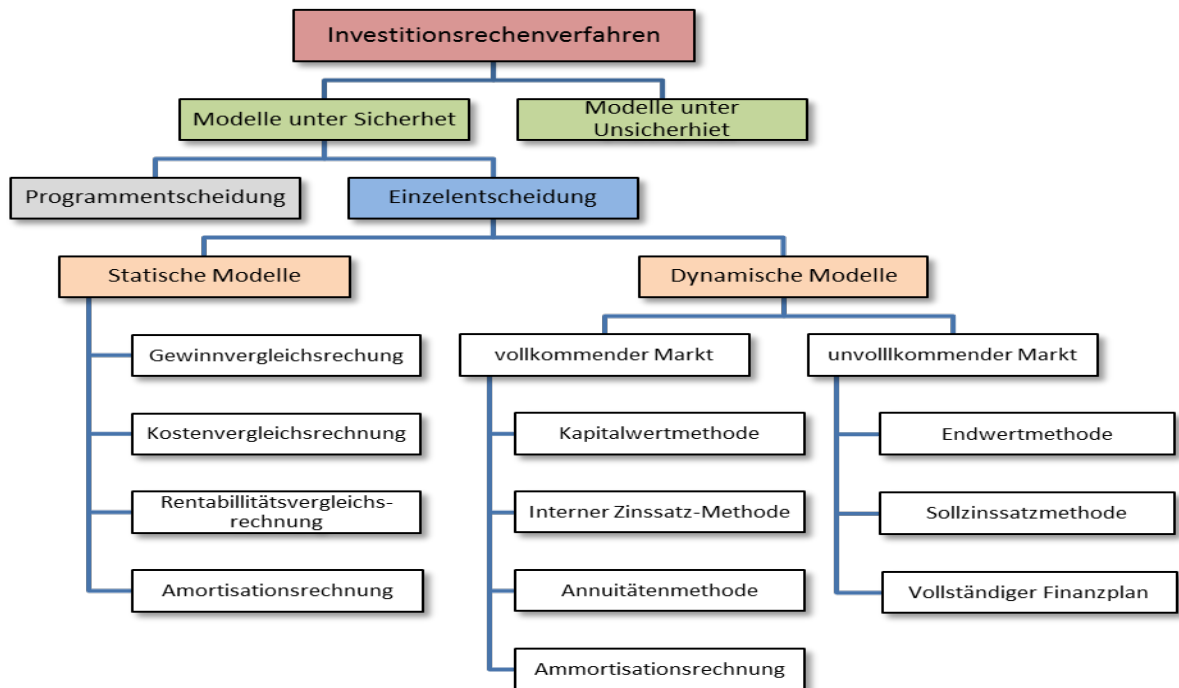 Investitionsrechenverfahren
Modelle unter Sicherhet
Modelle unter
Unsicherhiet
Programmentscheidung
Einzelentscheidung
Statische Modelle
Dynamische Modelle
Gewinnvergleichsrechung
Kostenvergleichsrechnung
Rentabillitätsvergleichs-
rechnung
Amortisationsrechnung
vollkommender Markt
unvolllkommender Markt
Kapitalwertmethode
Interner Zinssatz-Methode
Annuitätenmethode
Ammortisationsrechnung
Endwertmethode
Sollzinssatzmethode
Vollständiger Finanzplan